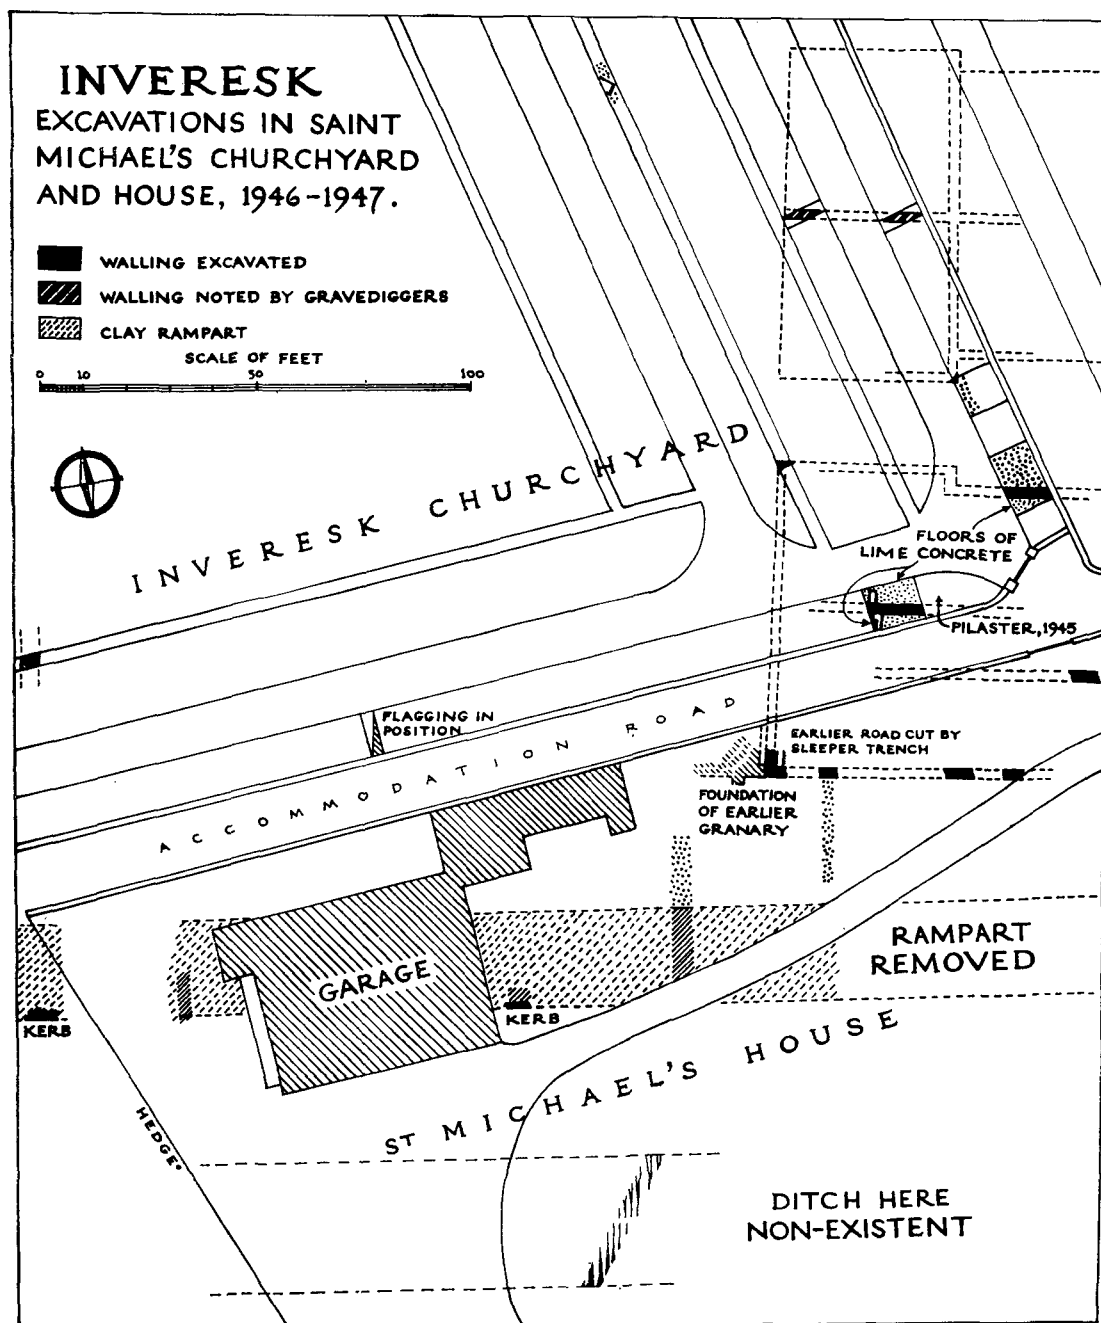 INVERESK
EXCAVATIONS IN SAINT
MICHAEL'S CHURCHYARD
AND HOUSE, 1946-1947.
WALLING EXCAVATED
WALLING NOTED BY GRAVEDIGGERS
CLAY RAMPART
SCALE OF FEET
0 10 50 100
INVERESK CHURCHYARD
FLOORS OF
LIME CONCRETE
PILASTER, 1945
FLAGGING IN
POSITION
ACCOMMODATION ROAD
EARLIER ROAD CUT BY
SLEEPER TRENCH
FOUNDATION
OF EARLIER
GRANARY
RAMPART
REMOVED
GARAGE
KERB
KERB
ST MICHAEL'S HOUSE
HEDGE
DITCH HERE
NON-EXISTENT